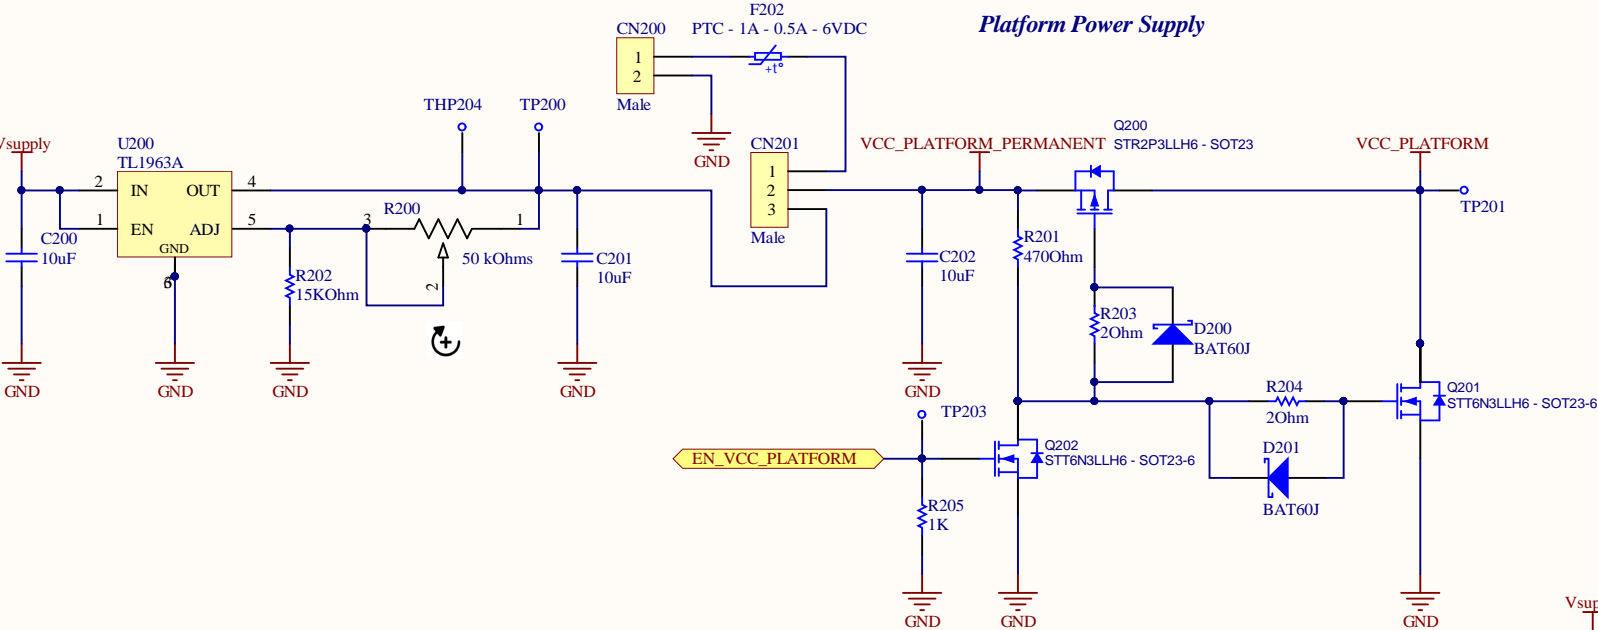 Platform Power Supply
F202
PTC - 1A - 0.5A - 6VDC
+t°
CN200
1
2
Male
GND
THP204
TP200
Vsupply
U200
TL1963A
2
IN
OUT
4
1
EN
ADJ
5
GND
C200
10uF
R202
15KOhm
R200
3
1
2
50 kOhms
C201
10uF
GND
GND
GND
GND
CN201
1
2
3
Male
VCC_PLATFORM_PERMANENT
Q200
STR2P3LLH6 - SOT23
VCC_PLATFORM
TP201
C202
10uF
GND
R201
470Ohm
R203
2Ohm
D200
BAT60J
R204
2Ohm
D201
BAT60J
Q201
STT6N3LLH6 - SOT23-6
TP203
EN_VCC_PLATFORM
Q202
STT6N3LLH6 - SOT23-6
R205
1K
GND
GND
GND
Vsup